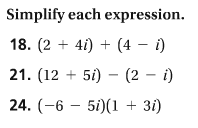 Simplify each expression.
18. (2 + 4i) + (4 − i)
21. (12 + 5i) − (2 − i)
24. (−6 − 5i)(1 + 3i)